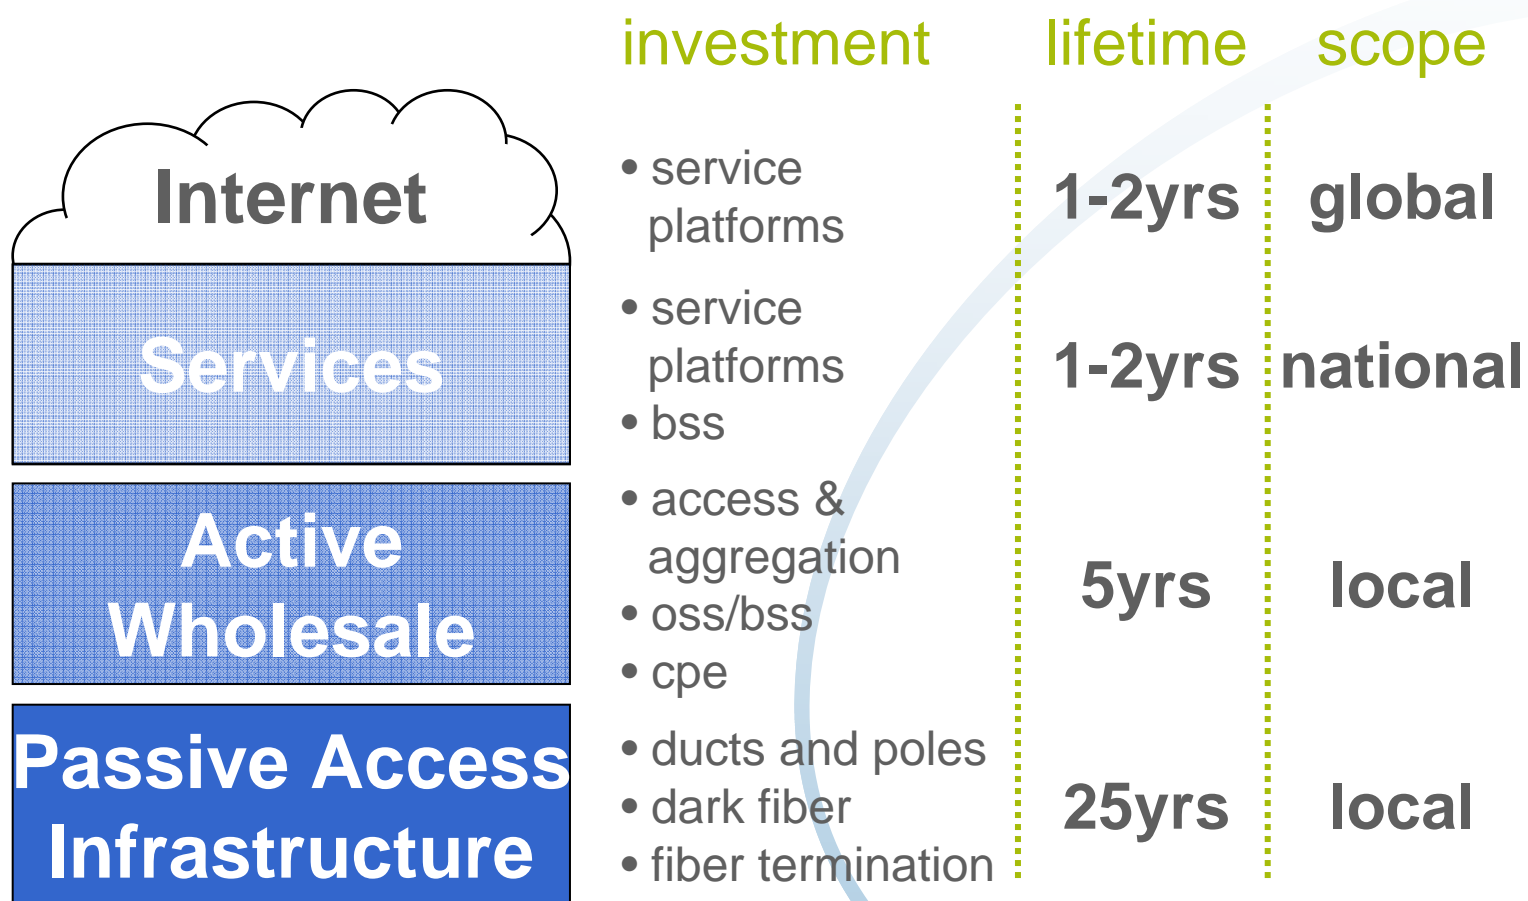 investment lifetime scope
Internet
• service
platforms
1-2yrs global
Services
• service
platforms
• bss
1-2yrs national
Active
Wholesale
• access &
aggregation
• oss/bss
• cpe
5yrs local
Passive Access
Infrastructure
• ducts and poles
• dark fiber
• fiber termination
25yrs local